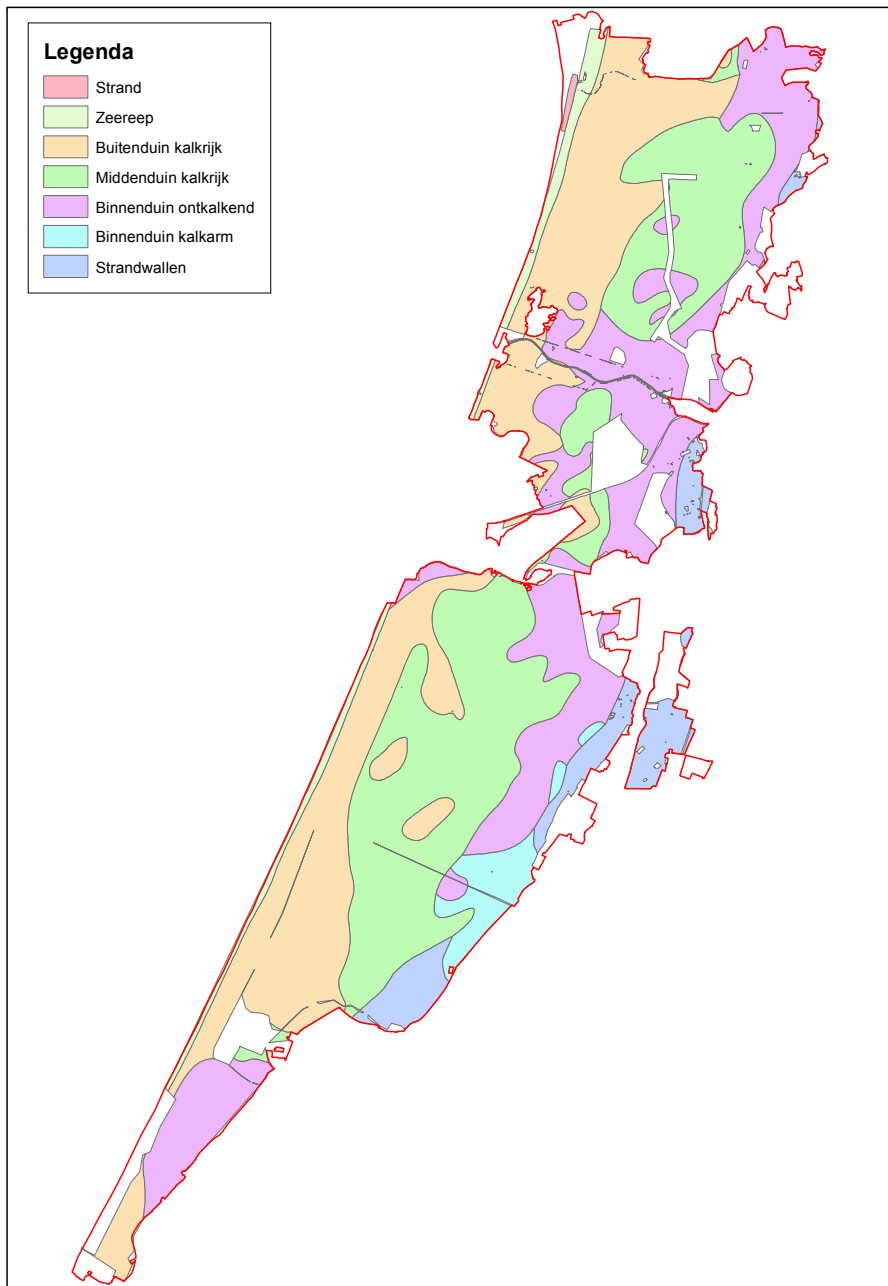 Legenda
Strand
Zeereep
Buitenduin kalkrijk
Middenduin kalkrijk
Binnenduin ontkalkend
Binnenduin kalkarm
Strandwallen